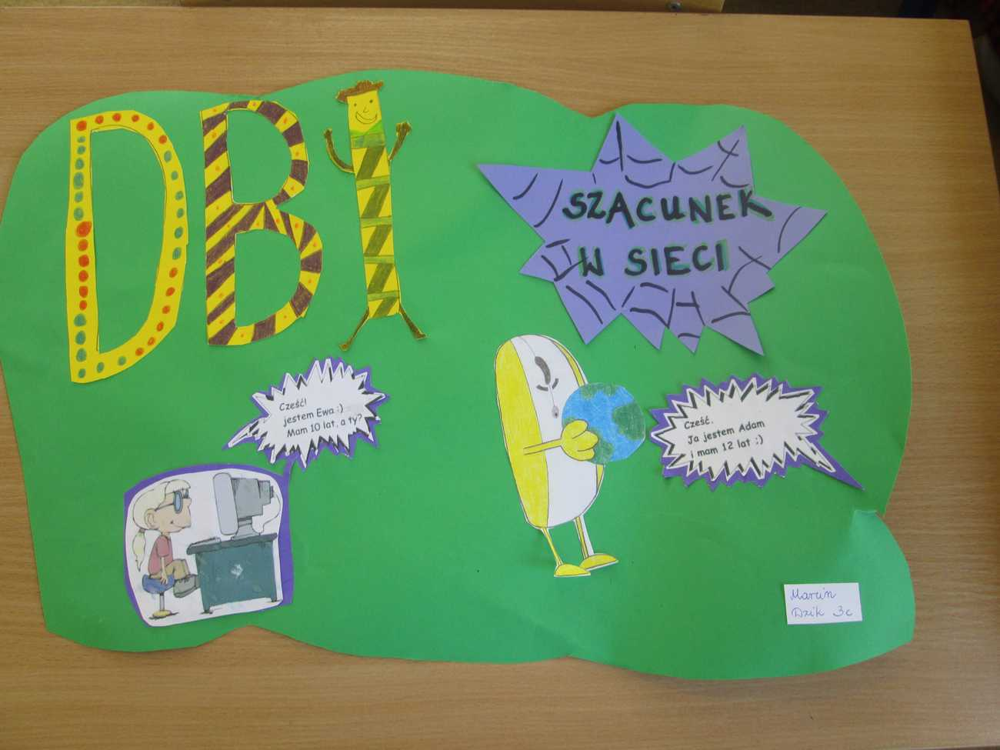 DBI
SZACUNEK
W SIECI
Cześć!
jestem Ewa :)
Mam 10 lat, a ty?
Cześć.
Ja jestem Adam
i mam 12 lat :)
Marcin
Dzik 3c